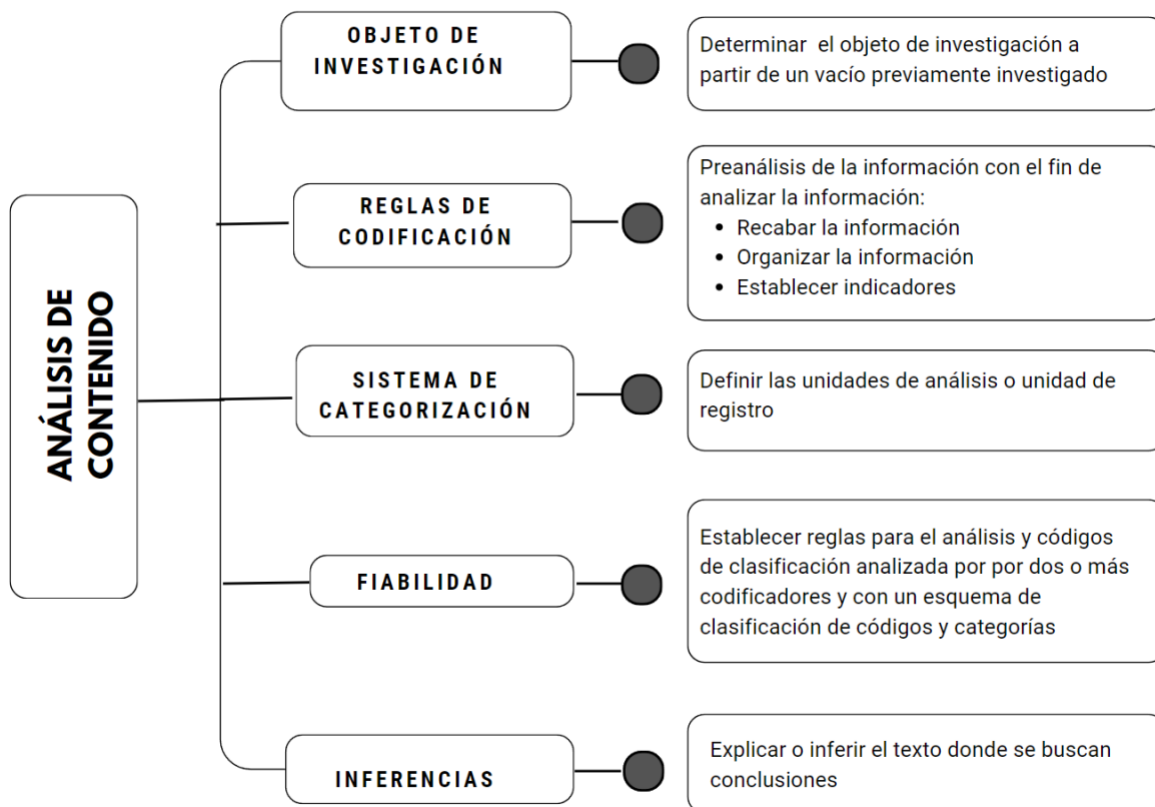 OBJETO DE
INVESTIGACIÓN
Determinar el objeto de investigación a
partir de un vacío previamente investigado
REGLAS DE
CODIFICACIÓN
Preanálisis de la información con el fin de
analizar la información:
• Recabar la información
• Organizar la información
• Establecer indicadores
ANÁLISIS DE
CONTENIDO
SISTEMA DE
CATEGORIZACIÓN
Definir las unidades de análisis o unidad de
registro
FIABILIDAD
Establecer reglas para el análisis y códigos
de clasificación analizada por por dos o más
codificadores y con un esquema de
clasificación de códigos y categorías
INFERENCIAS
Explicar o inferir el texto donde se buscan
conclusiones